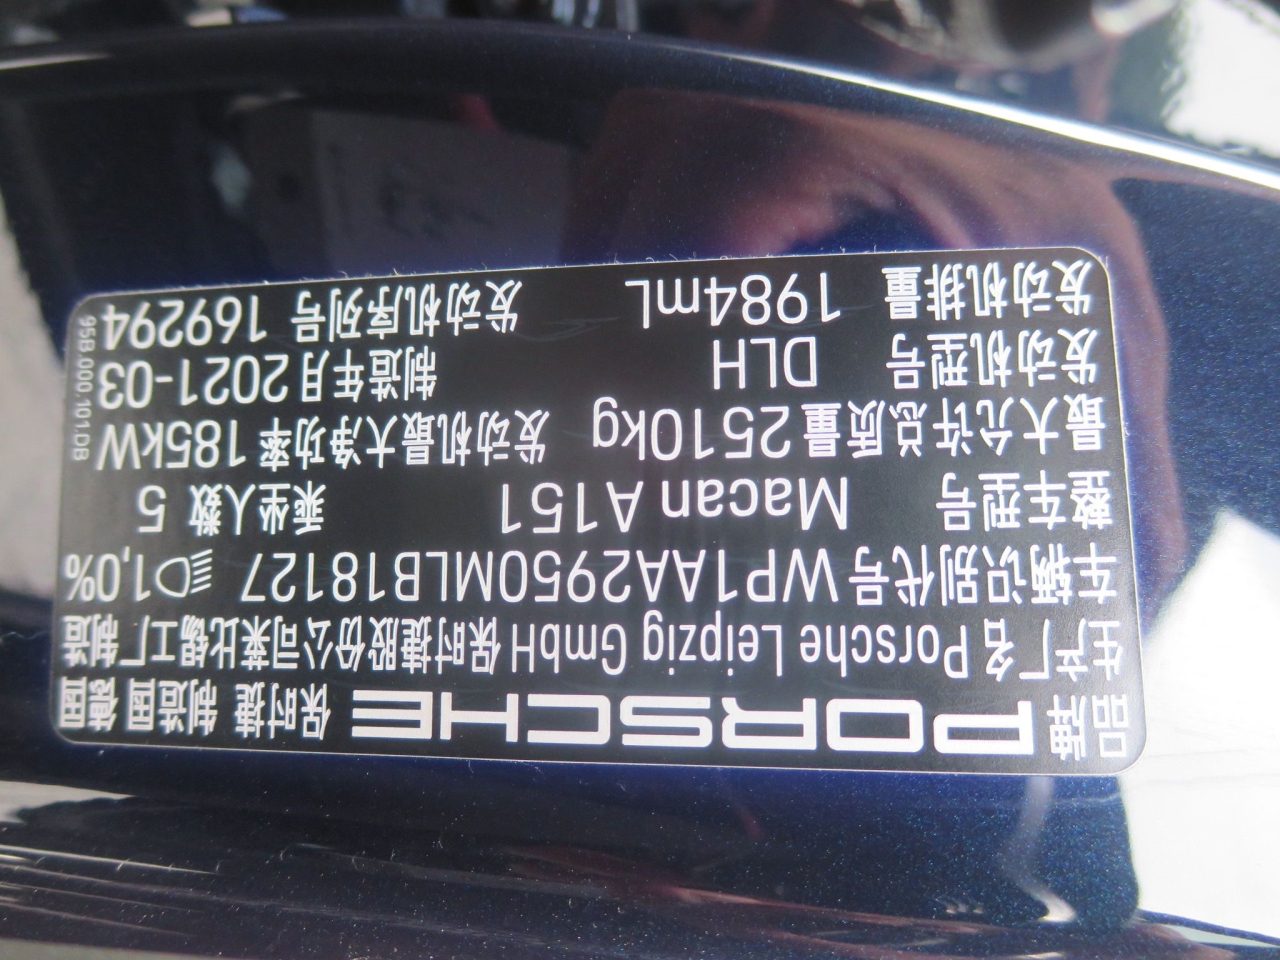 品牌 PORSCHE 保时捷 制造国 德国
生产厂名 Porsche Leipzig GmbH 保时捷股份公司莱比锡工厂制造
车辆识别代号 WP1AA2950MLB18127 1,0%
整车型号 Macan A151 乘坐人数 5
最大允许总质量 2510kg 发动机最大净功率 185kW
发动机型号 DLH 制造年月 2021-03
发动机排量 1984mL 发动机序列号 169294
95B.000.101.DB